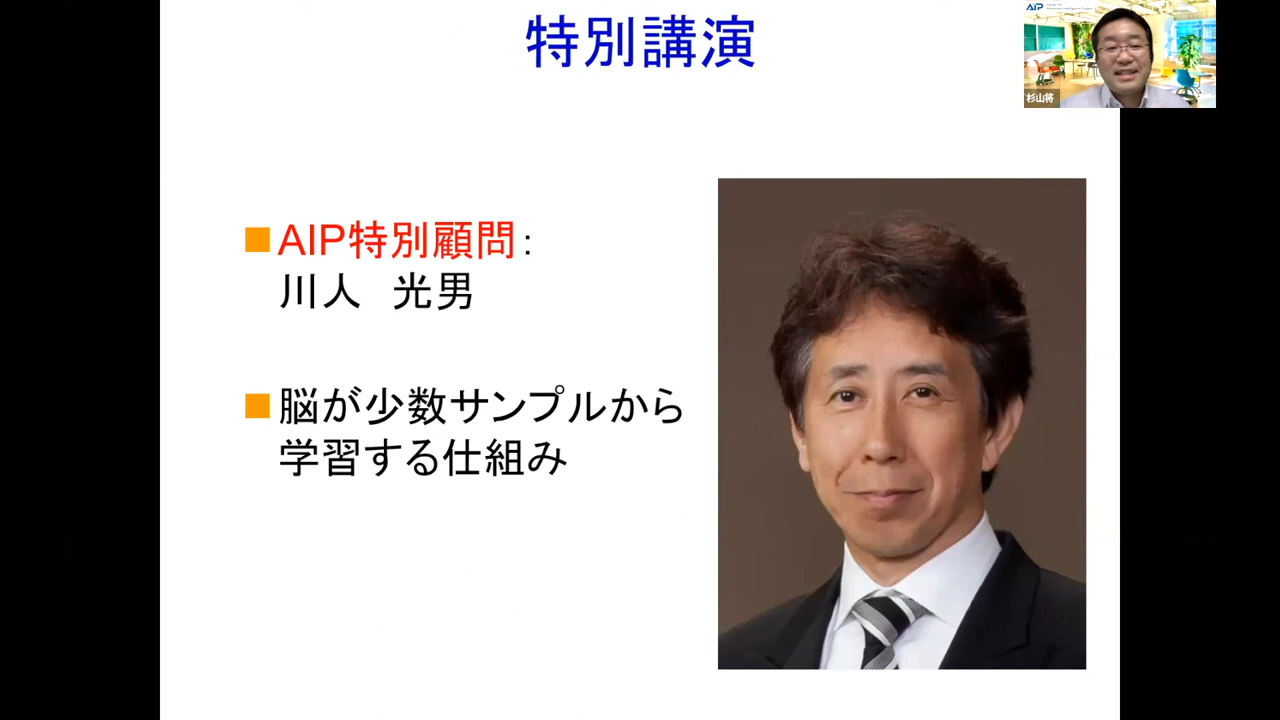 特別講演
AIP
杉山将
■AIP特別顧問：
川人　光男
■脳が少数サンプルから
学習する仕組み